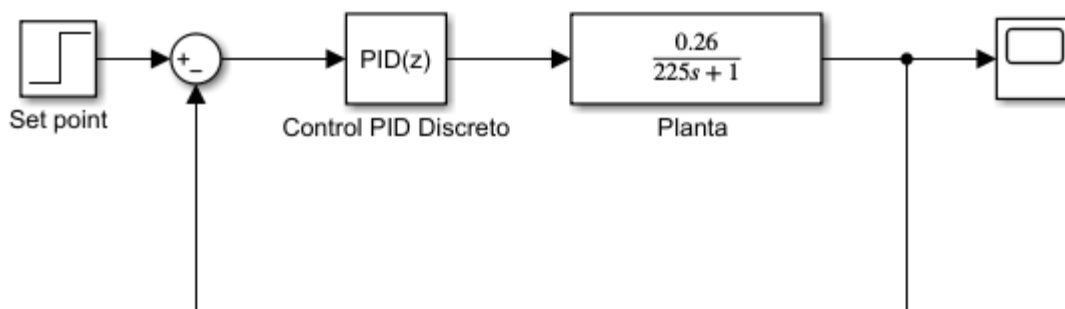 +
−
PID(z)
0.26
225s + 1
Set point
Control PID Discreto
Planta